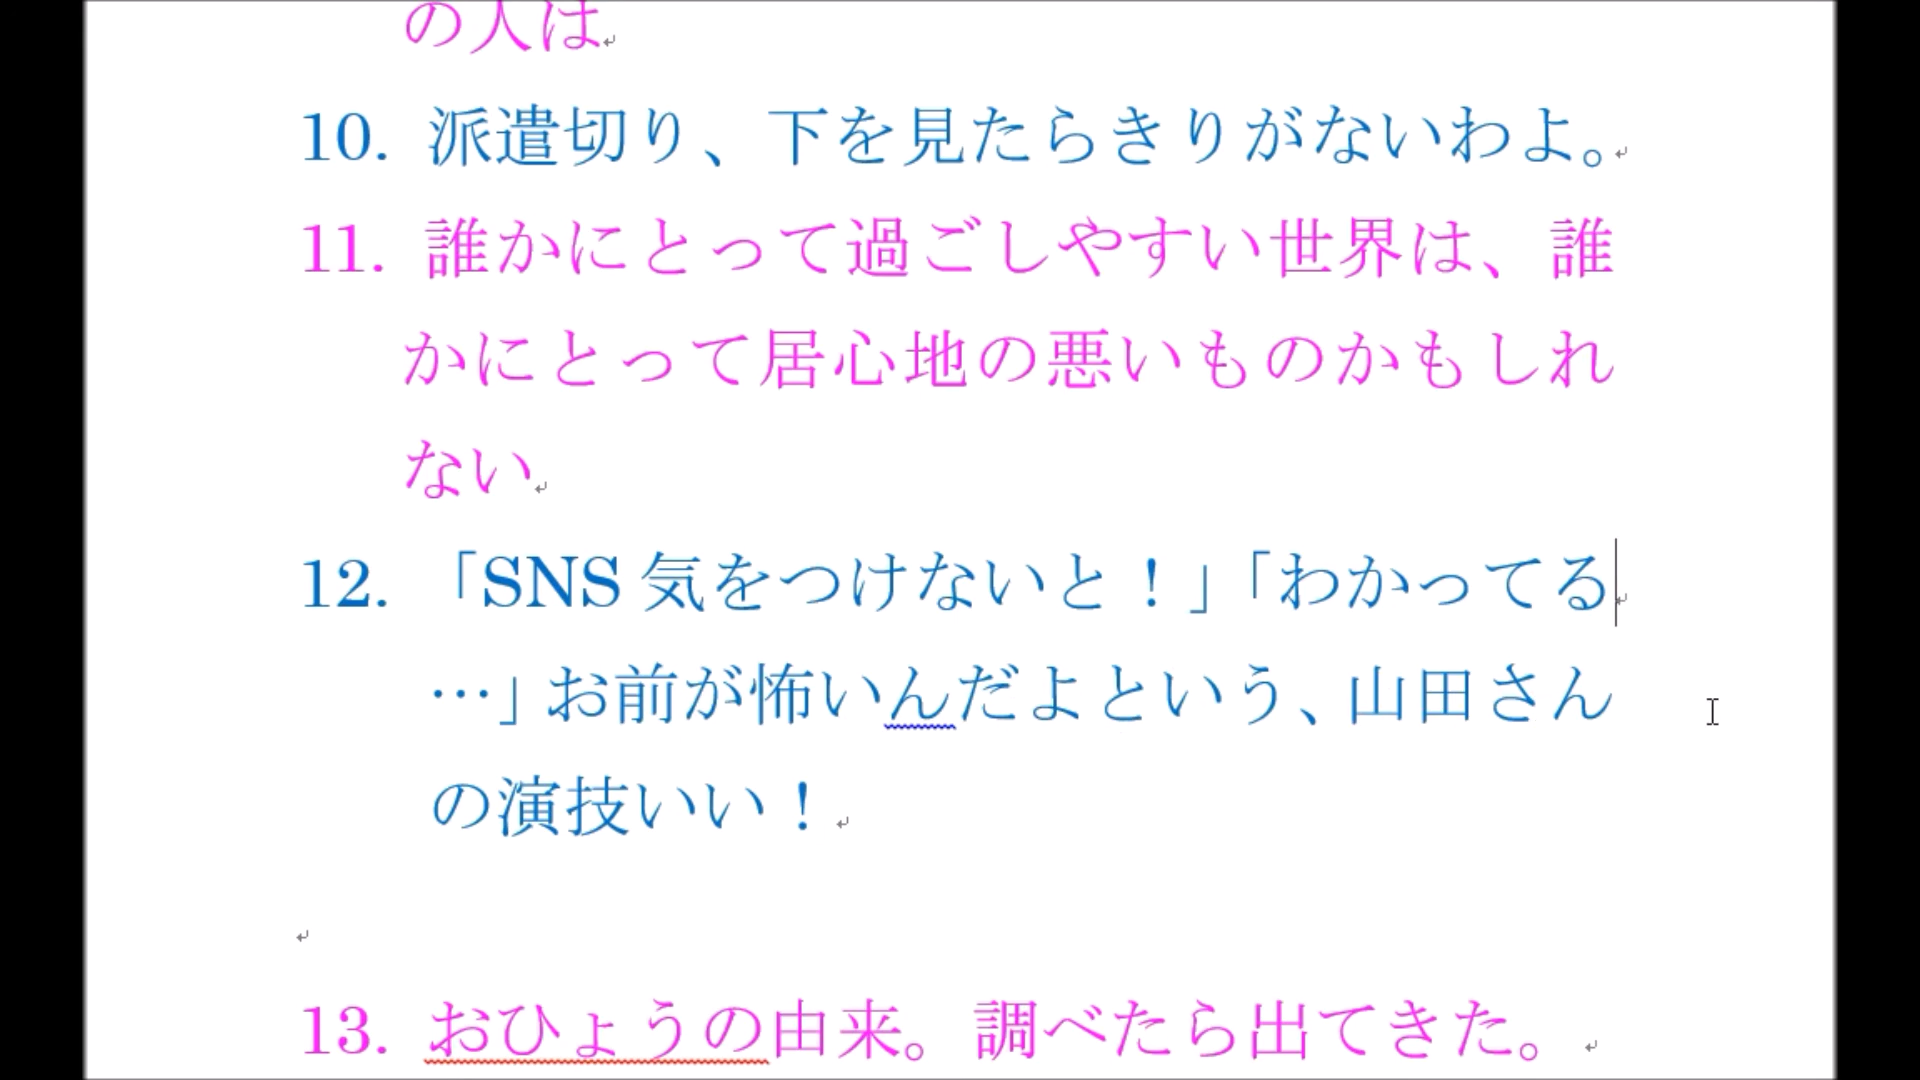 の人は
10. 派遣切り、下を見たらきりがないわよ。
11. 誰かにとって過ごしやすい世界は、誰
かにとって居心地の悪いものかもしれ
ない
12. 「SNS 気をつけないと！」「わかってる
…」お前が怖いんだよという、山田さん
の演技いい！
13. おひょうの由来。調べたら出てきた。